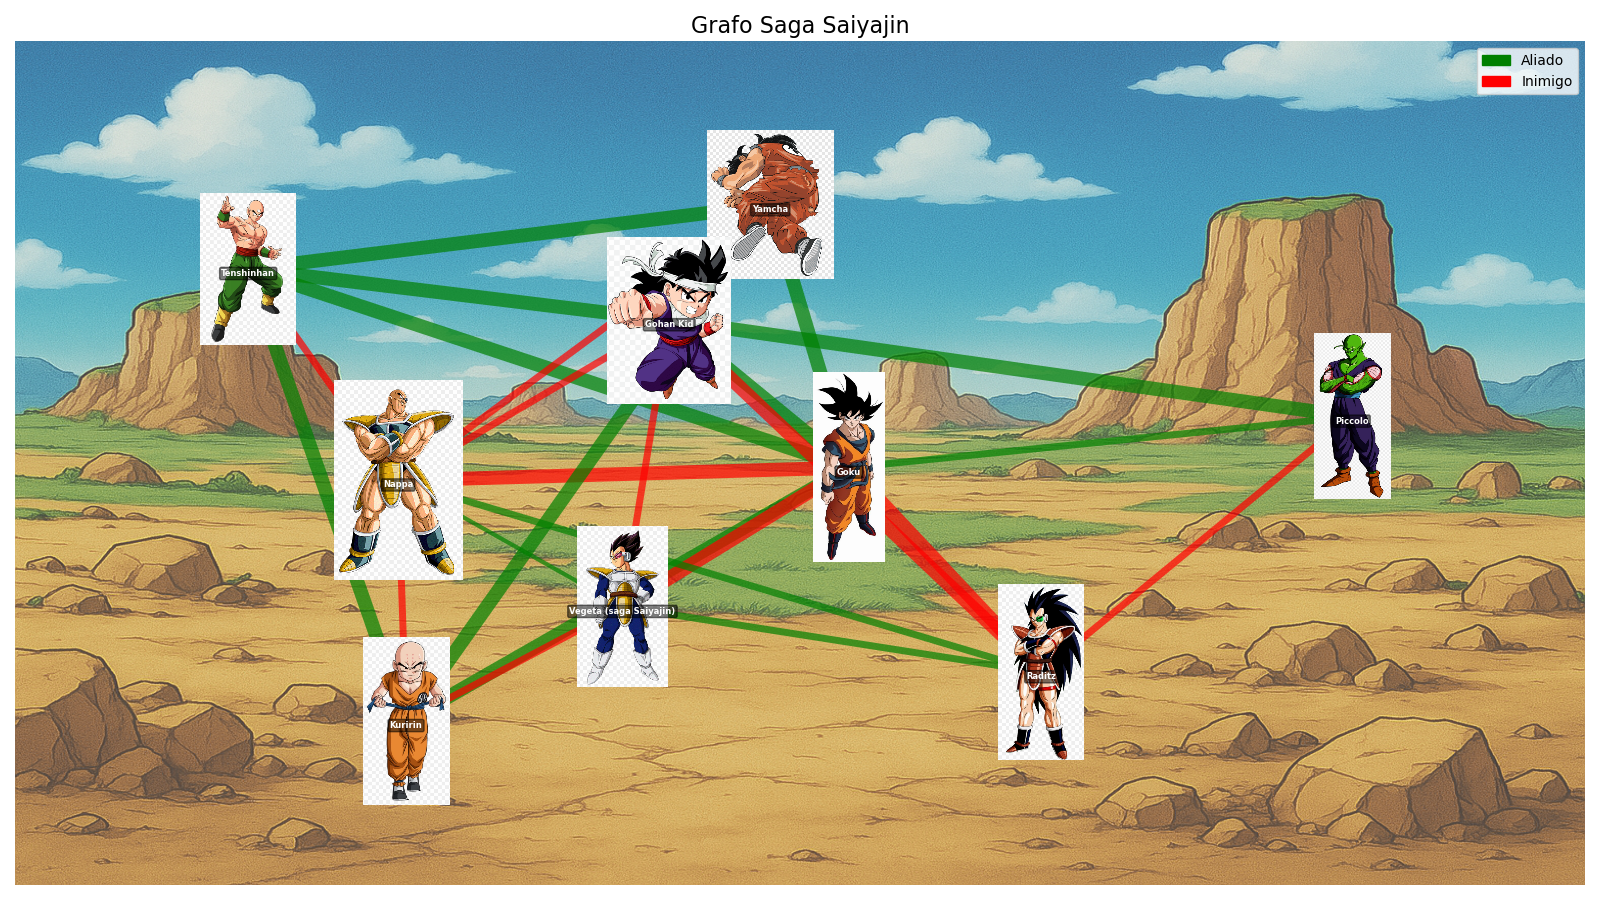 Grafo Saga Saiyajin
Aliado
Inimigo
Yamcha
Tenshinhan
Gohan Kid
Piccolo
Goku
Nappa
Vegeta (saga Saiyajin)
Raditz
Kuririn